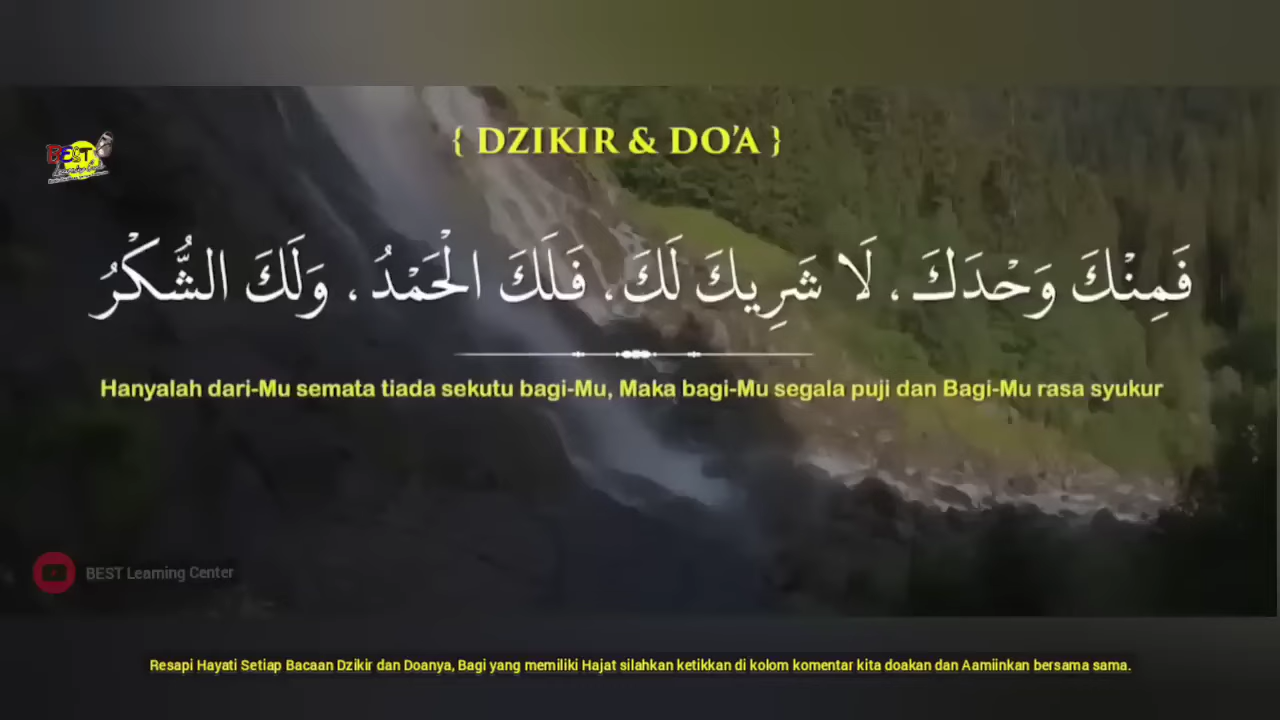 { DZIKIR & DO'A }
BEST
فَمِنْكَ وَحْدَكَ، لَا شَرِيكَ لَكَ، فَلَكَ الْحَمْدُ، وَلَكَ الشُّكْرُ
Hanyalah dari-Mu semata tiada sekutu bagi-Mu, Maka bagi-Mu segala puji dan Bagi-Mu rasa syukur
BEST Learning Center
Resapi Hayati Setiap Bacaan Dzikir dan Doanya, Bagi yang memiliki Hajat silahkan ketikkan di kolom komentar kita doakan dan Aamiinkan bersama sama.